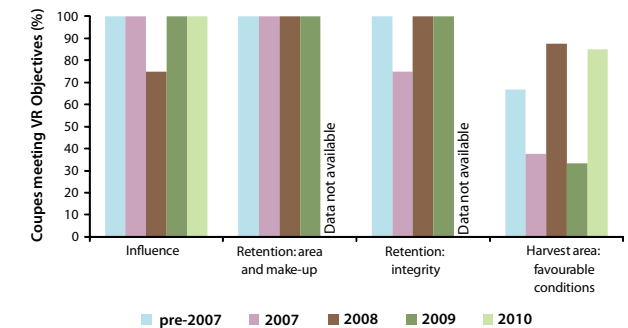 Coupes meeting VR Objectives (%)
100
90
80
70
60
50
40
30
20
10
0
Data not available
Data not available
Influence
Retention: area
and make-up
Retention:
integrity
Harvest area:
favourable
conditions
pre-2007 2007 2008 2009 2010